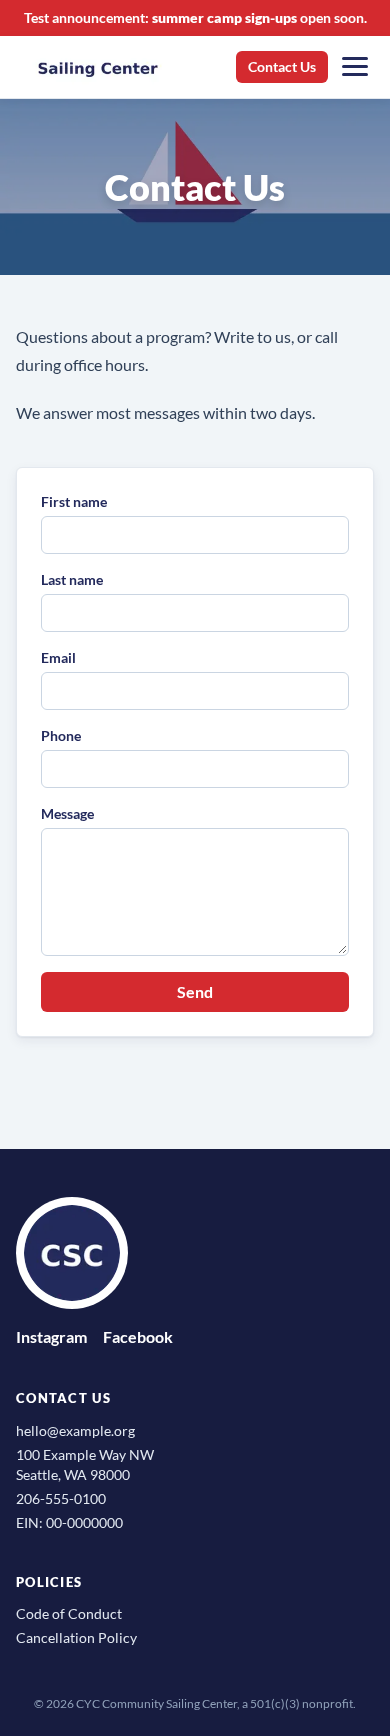 Test announcement: summer camp sign-ups open soon.
Sailing Center
Contact Us
Contact Us
Questions about a program? Write to us, or call
during office hours.
We answer most messages within two days.
First name
Last name
Email
Phone
Message
Send
CSC
Instagram Facebook
CONTACT US
hello@example.org
100 Example Way NW
Seattle, WA 98000
206-555-0100
EIN: 00-0000000
POLICIES
Code of Conduct
Cancellation Policy
© 2026 CYC Community Sailing Center, a 501(c)(3) nonprofit.